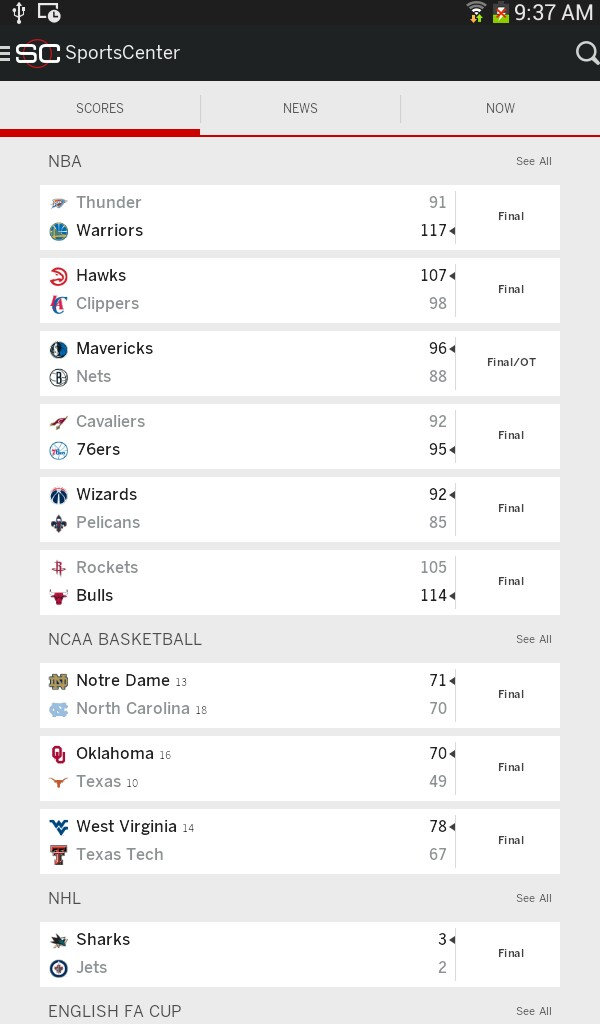 9:37 AM
SC SportsCenter
SCORES NEWS NOW
NBA See All
Thunder 91
Final
Warriors 117
Hawks 107
Final
Clippers 98
Mavericks 96
Final/OT
Nets 88
Cavaliers 92
Final
76ers 95
Wizards 92
Final
Pelicans 85
Rockets 105
Final
Bulls 114
NCAA BASKETBALL See All
Notre Dame 13 71
Final
North Carolina 18 70
Oklahoma 16 70
Final
Texas 10 49
West Virginia 14 78
Final
Texas Tech 67
NHL See All
Sharks 3
Final
Jets 2
ENGLISH FA CUP See All